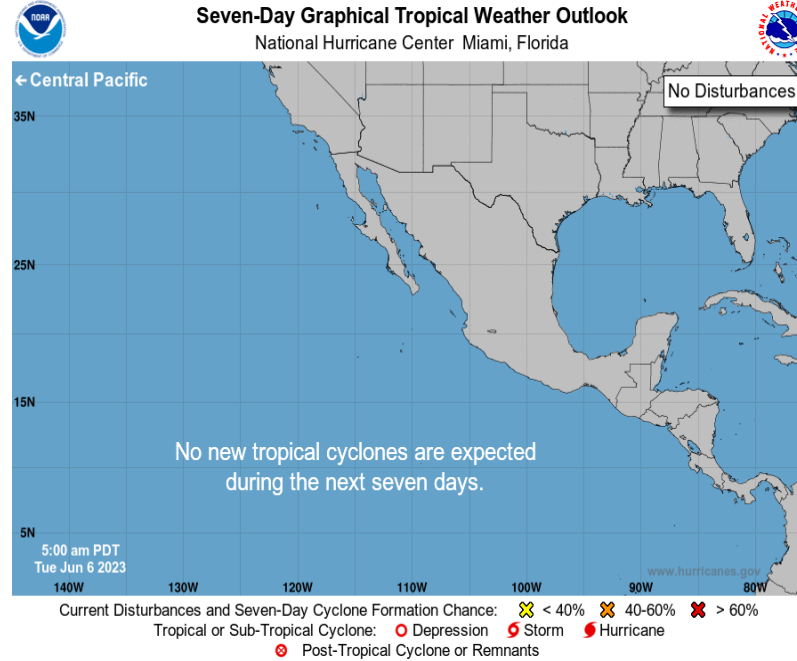 Seven-Day Graphical Tropical Weather Outlook
National Hurricane Center Miami, Florida
NOAA
NATIONAL WEATHE
← Central Pacific
No Disturbances
35N
25N
15N
5N
No new tropical cyclones are expected
during the next seven days.
5:00 am PDT
Tue Jun 6 2023
www.hurricanes.gov
140W 130W 120W 110W 100W 90W 80W
Current Disturbances and Seven-Day Cyclone Formation Chance: < 40% 40-60% > 60%
Tropical or Sub-Tropical Cyclone: Depression Storm Hurricane
Post-Tropical Cyclone or Remnants